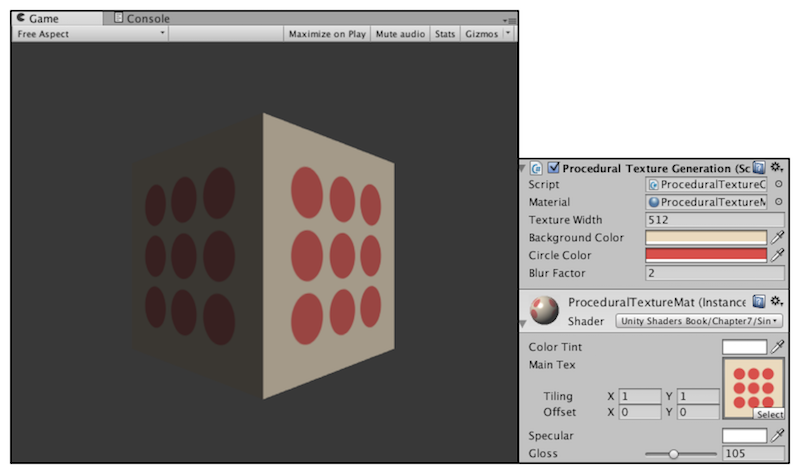 Game Console
Free Aspect Maximize on Play Mute audio Stats Gizmos
Procedural Texture Generation (Sc
Script ProceduralTextureG
Material ProceduralTextureM
Texture Width 512
Background Color
Circle Color
Blur Factor 2
ProceduralTextureMat (Instance
Shader Unity Shaders Book/Chapter7/Sin
Color Tint
Main Tex
Tiling X 1 Y 1
Offset X 0 Y 0
Select
Specular
Gloss 105